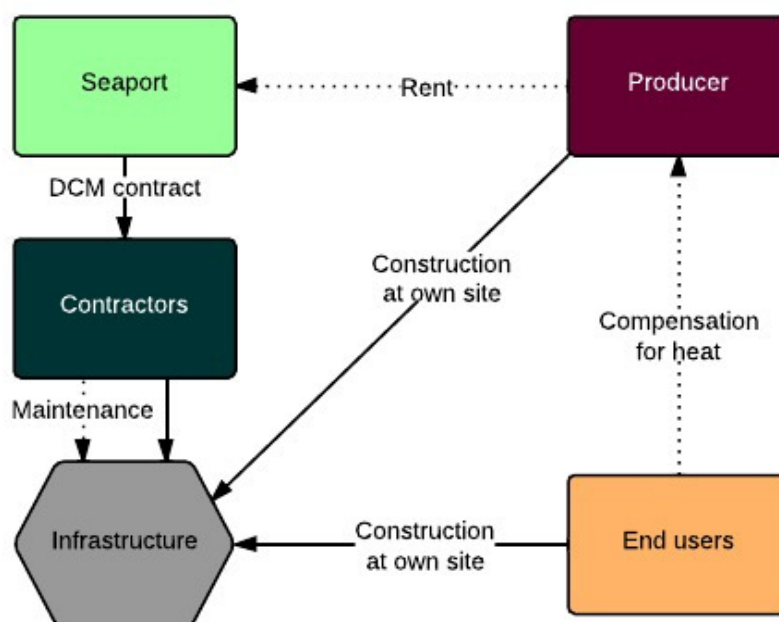 Seaport
Rent
Producer
DCM contract
Contractors
Construction
at own site
Compensation
for heat
Maintenance
Infrastructure
Construction
at own site
End users